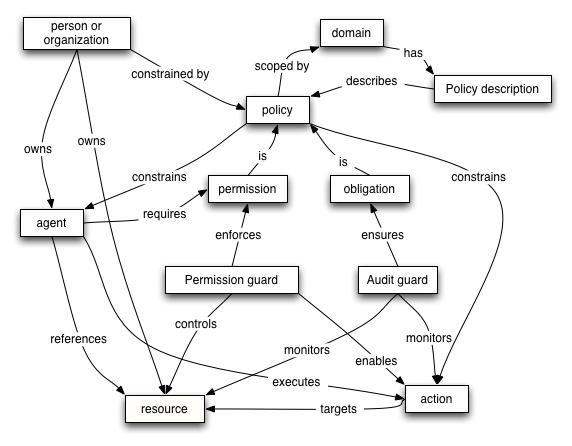 person or
organization
domain
has
scoped by
constrained by
describes
Policy description
policy
owns
owns
is
is
constrains
constrains
permission
obligation
requires
agent
enforces
ensures
Permission guard
Audit guard
controls
references
monitors
monitors
enables
executes
resource
targets
action